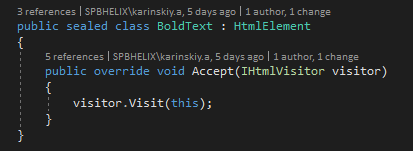 3 references | SPBHELIX\karinskiy.a, 5 days ago | 1 author, 1 change
public sealed class BoldText : HtmlElement
{
5 references | SPBHELIX\karinskiy.a, 5 days ago | 1 author, 1 change
public override void Accept(IHtmlVisitor visitor)
{
visitor.Visit(this);
}
}